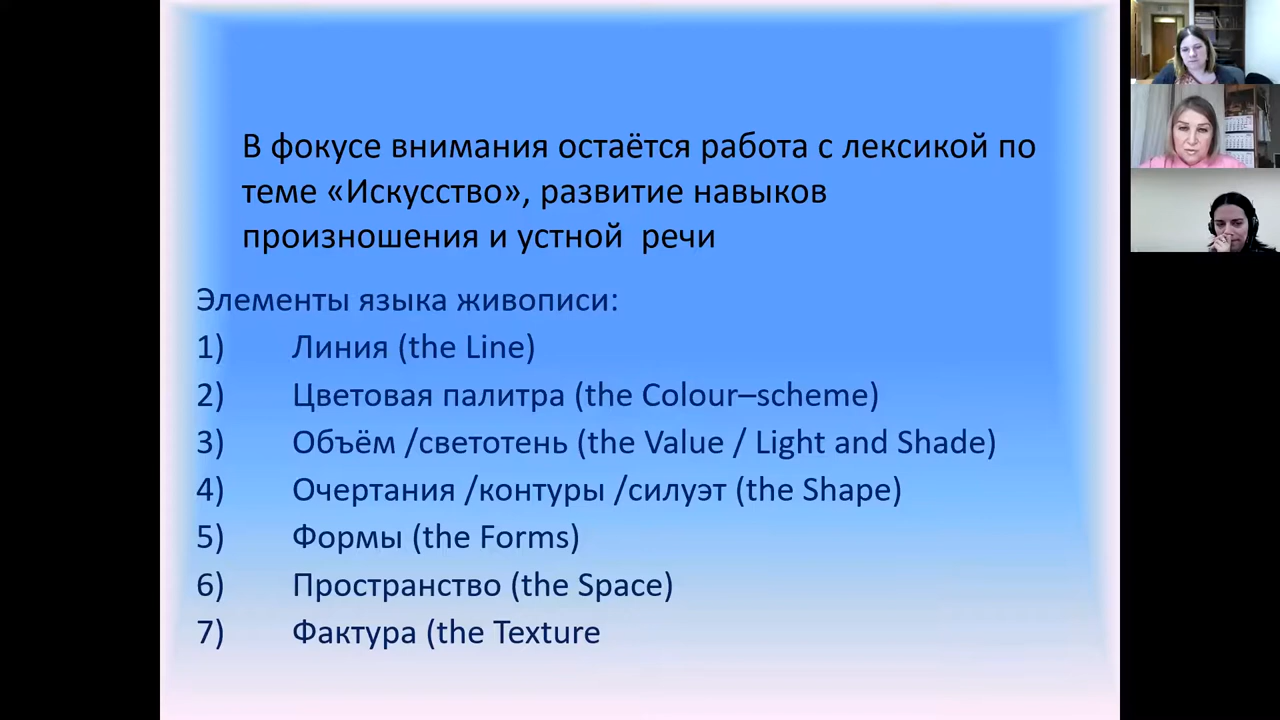 В фокусе внимания остаётся работа с лексикой по
теме «Искусство», развитие навыков
произношения и устной  речи
Элементы языка живописи:
1) Линия (the Line)
2) Цветовая палитра (the Colour–scheme)
3) Объём /светотень (the Value / Light and Shade)
4) Очертания /контуры /силуэт (the Shape)
5) Формы (the Forms)
6) Пространство (the Space)
7) Фактура (the Texture